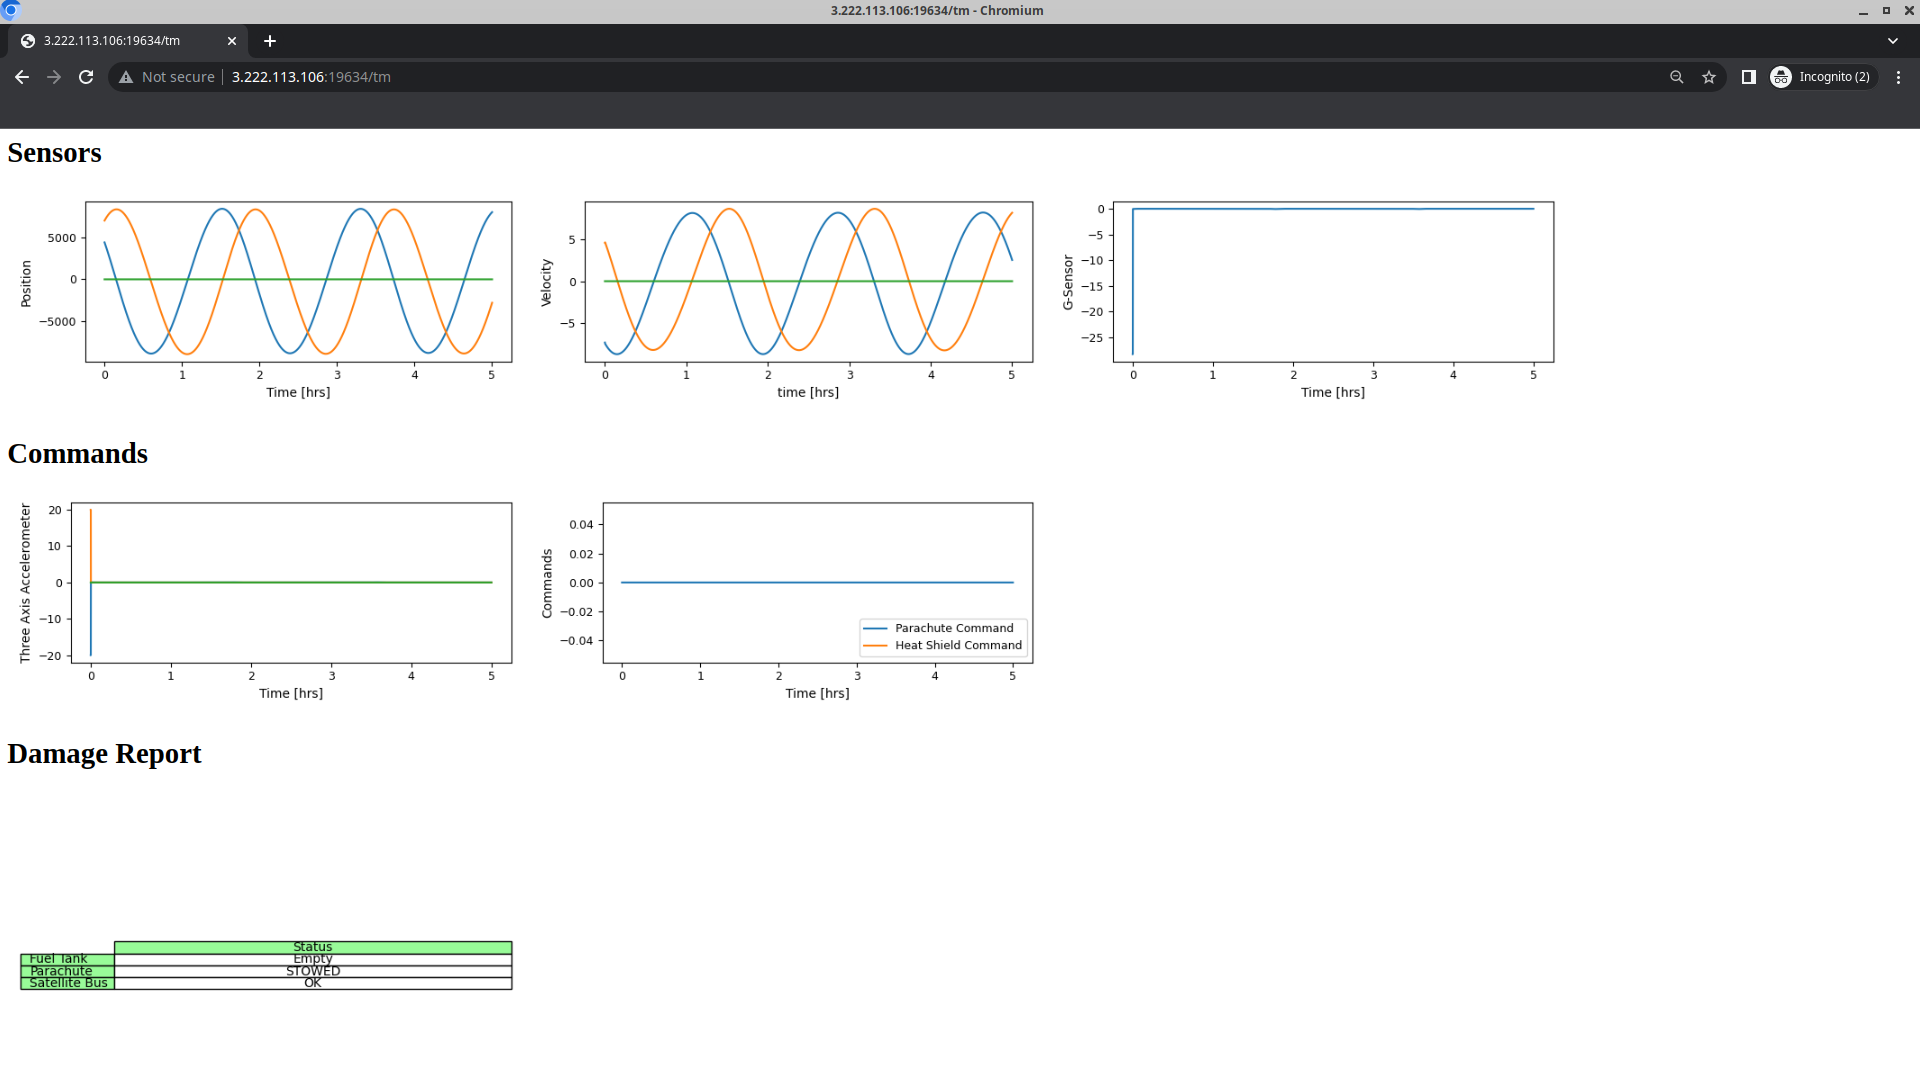 3.222.113.106:19634/tm - Chromium
3.222.113.106:19634/tm
Not secure
3.222.113.106:19634/tm
Incognito (2)
Sensors
Position
5000
0
−5000
0 1 2 3 4 5
Time [hrs]
Velocity
5
0
−5
0 1 2 3 4 5
time [hrs]
G-Sensor
0
−5
−10
−15
−20
−25
0 1 2 3 4 5
Time [hrs]
Commands
Three Axis Accelerometer
20
10
0
−10
−20
0 1 2 3 4 5
Time [hrs]
Commands
0.04
0.02
0.00
−0.02
−0.04
Parachute Command
Heat Shield Command
0 1 2 3 4 5
Time [hrs]
Damage Report
Status
Fuel Tank Empty
Parachute STOWED
Satellite Bus OK